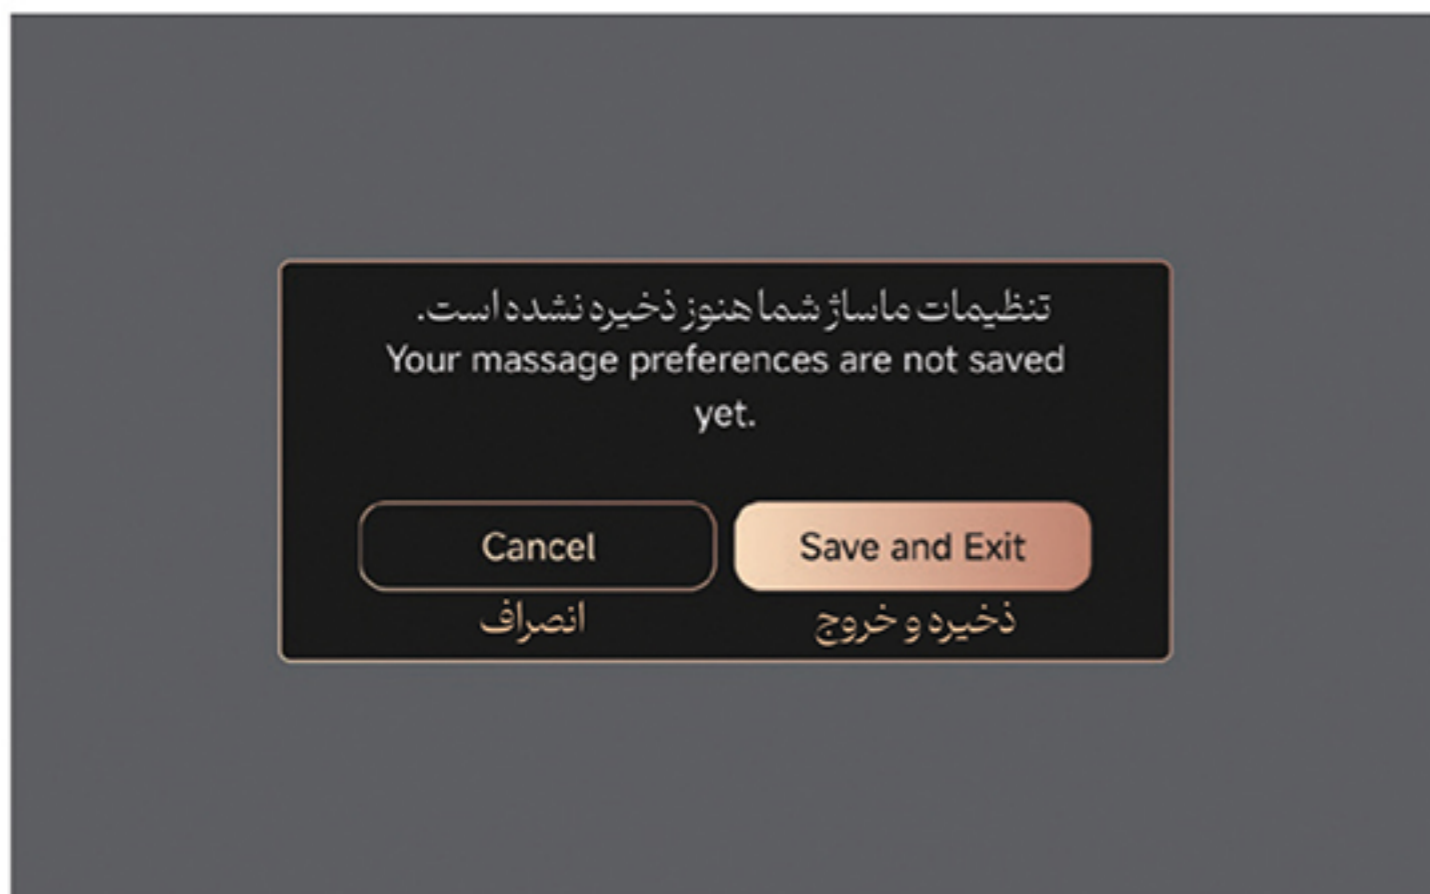 تنظیمات ماساژ شما هنوز ذخیره نشده است.
Your massage preferences are not saved
yet.
Cancel
Save and Exit
انصراف
ذخیره و خروج